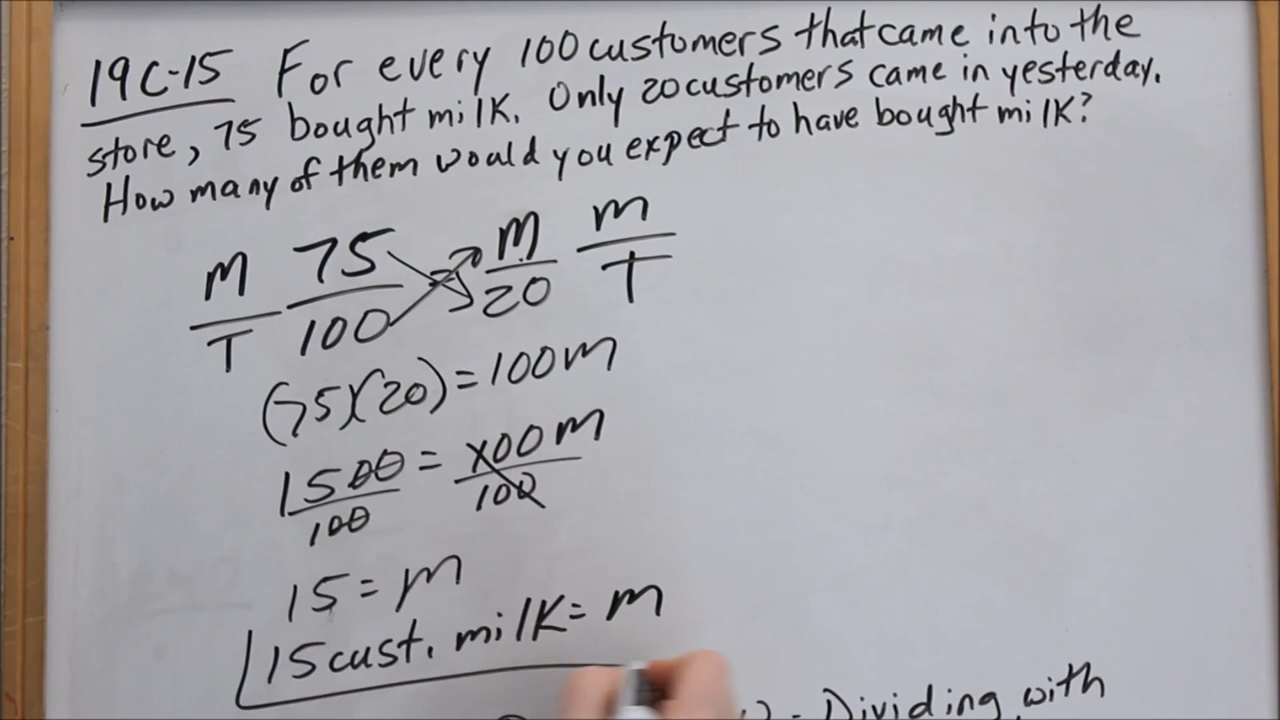 19C-15 For every 100 customers that came into the
store, 75 bought milk. Only 20 customers came in yesterday.
How many of them would you expect to have bought milk?
M/T 75/100 = M/20 M/T
(75)(20) = 100m
1500/100 = 100m/100
15 = m
15 cust. milk = m
- Dividing with